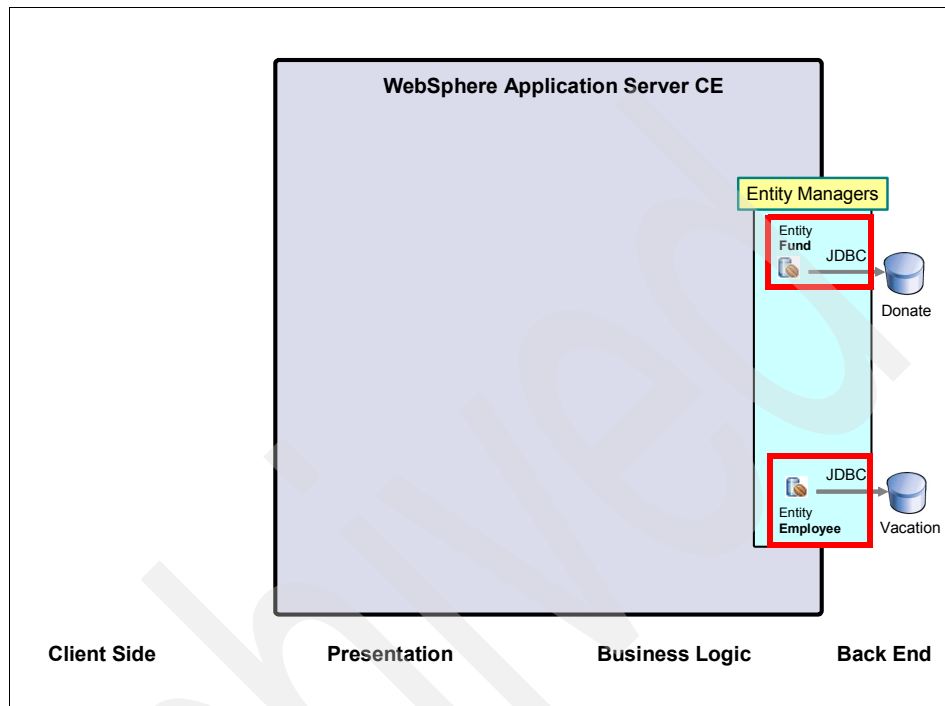 WebSphere Application Server CE
Entity Managers
Entity
Fund
JDBC
Donate
JDBC
Entity
Employee
Vacation
Client Side
Presentation
Business Logic
Back End